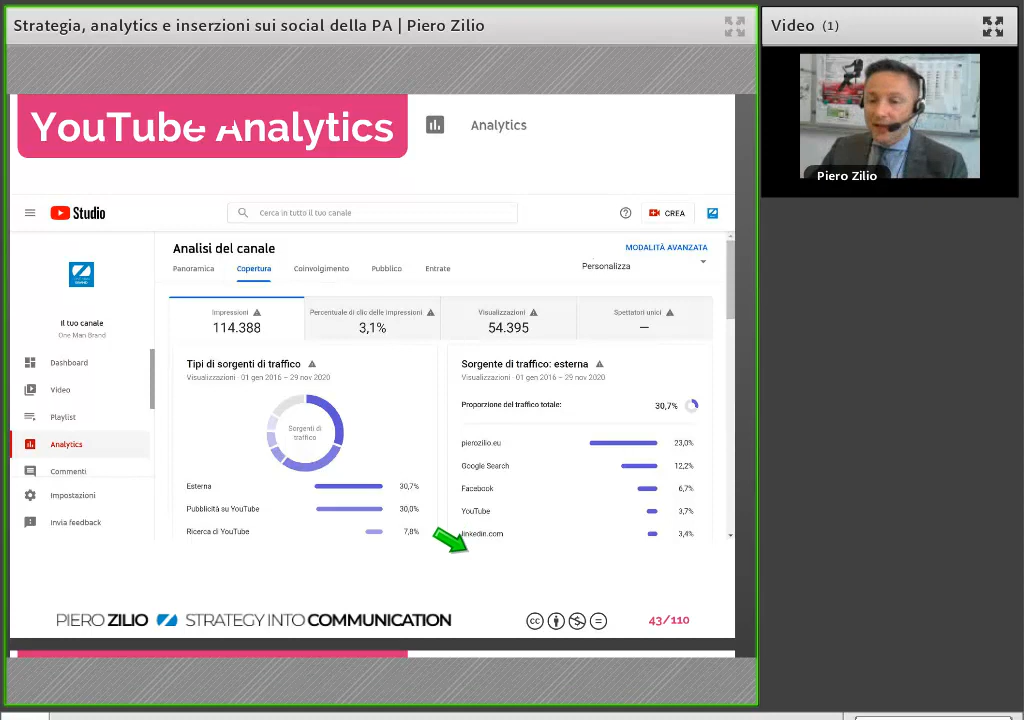 Strategia, analytics e inserzioni sui social della PA | Piero Zilio
Video (1)
Piero Zilio
YouTube Analytics
Analytics
Studio
Cerca in tutto il tuo canale
CREA
Analisi del canale
MODALITÀ AVANZATA
Panoramica Copertura Coinvolgimento Pubblico Entrate
Personalizza
Il tuo canale
One Man Brand
Dashboard
Video
Playlist
Analytics
Commenti
Impostazioni
Invia feedback
Impressioni
114.388
Percentuale di clic delle impressioni
3,1%
Visualizzazioni
54.395
Spettatori unici
—
Tipi di sorgenti di traffico
Visualizzazioni · 01 gen 2016 – 29 nov 2020
Sorgenti di
traffico
Esterna 30,7%
Pubblicità su YouTube 30,0%
Ricerca di YouTube 7,8%
Sorgente di traffico: esterna
Visualizzazioni · 01 gen 2016 – 29 nov 2020
Proporzione del traffico totale: 30,7%
pierozilio.eu 23,0%
Google Search 12,2%
Facebook 6,7%
YouTube 3,7%
linkedin.com 3,4%
PIERO ZILIO STRATEGY INTO COMMUNICATION
cc
43/110